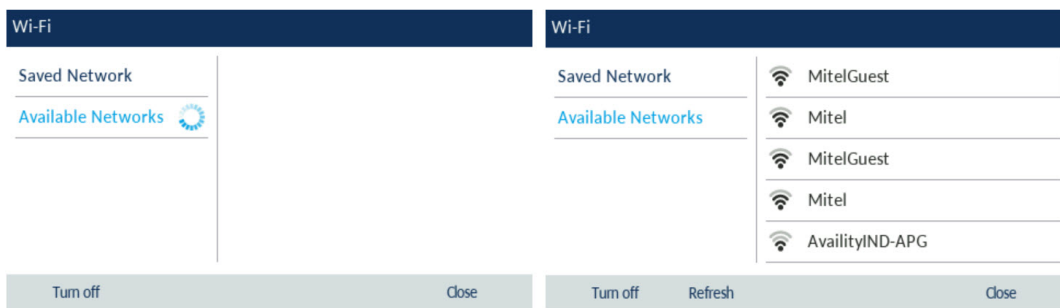 Wi-Fi
Saved Network
Available Networks
Turn off
Close
Wi-Fi
Saved Network
Available Networks
MitelGuest
Mitel
MitelGuest
Mitel
AvailityIND-APG
Turn off
Refresh
Close